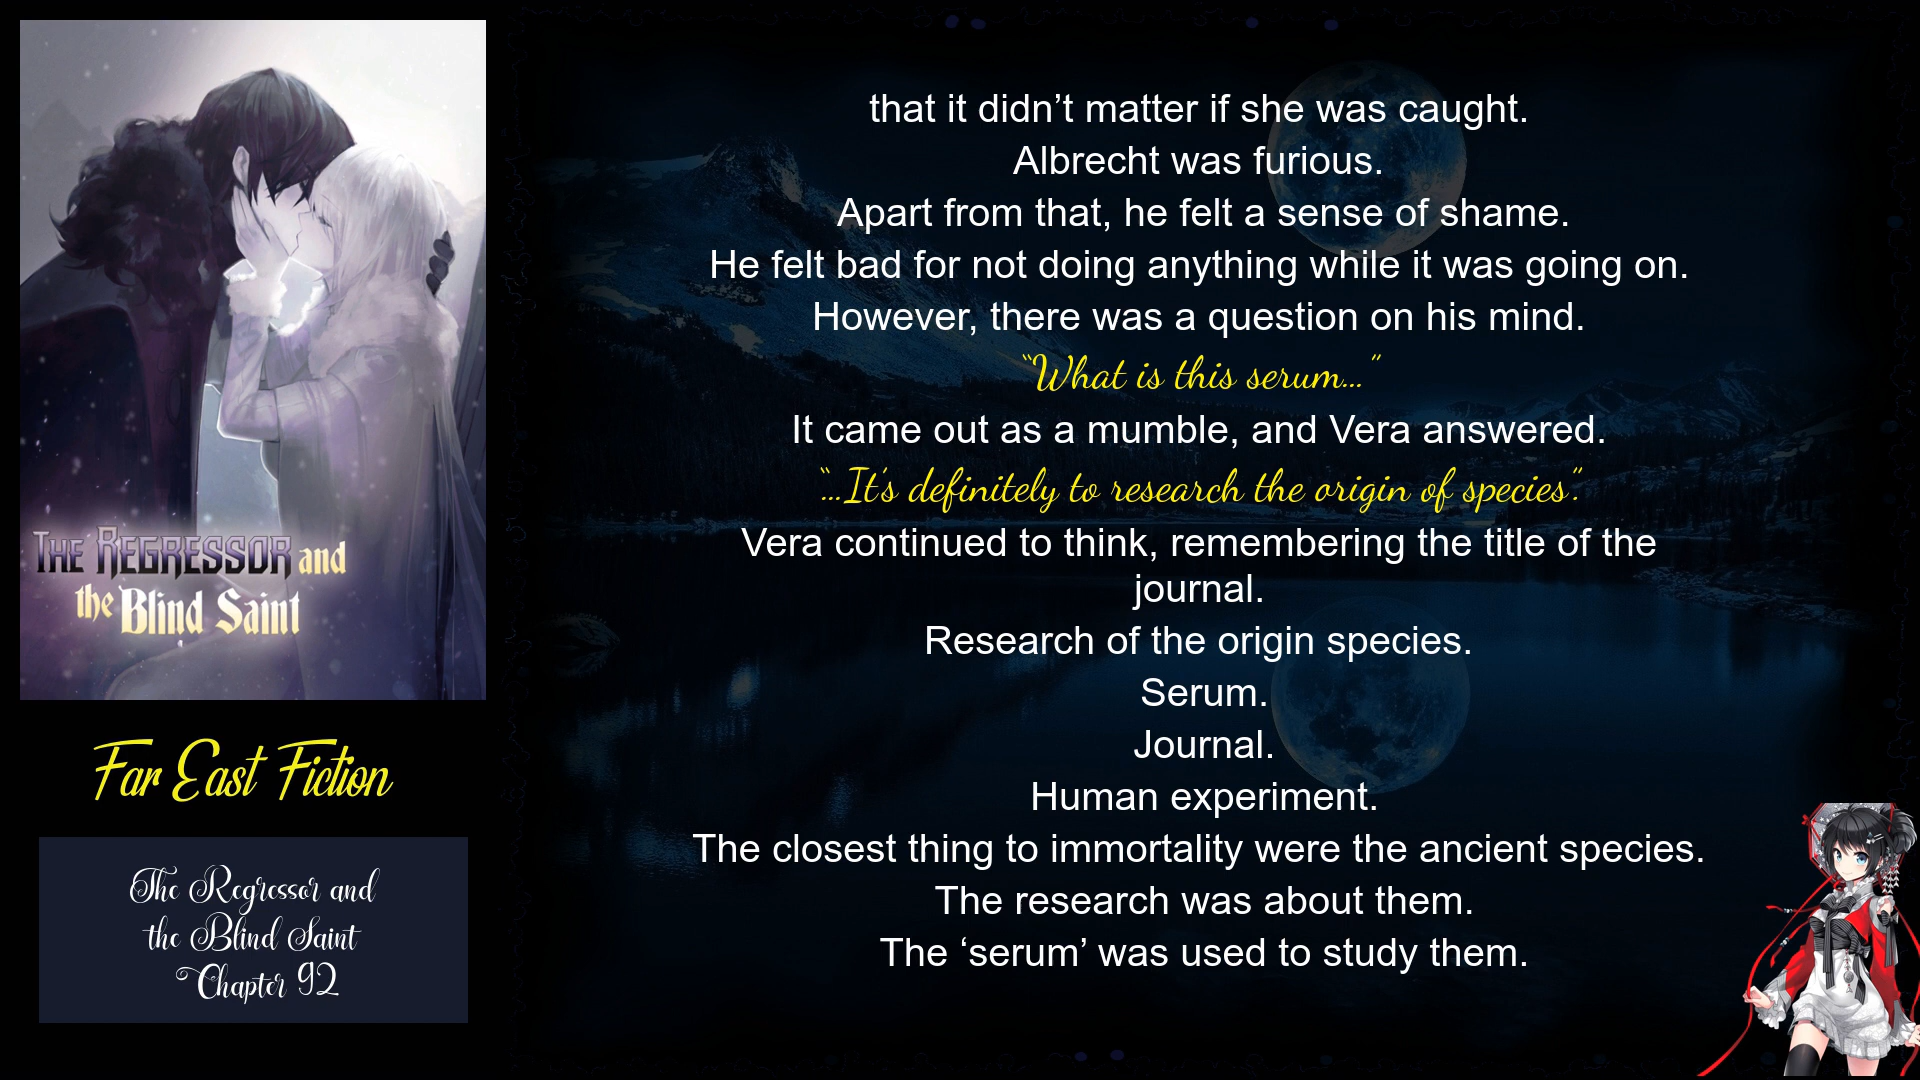 THE REGRESSOR and
the Blind Saint
Far East Fiction
The Regressor and
the Blind Saint
Chapter 92
that it didn’t matter if she was caught.
Albrecht was furious.
Apart from that, he felt a sense of shame.
He felt bad for not doing anything while it was going on.
However, there was a question on his mind.
“What is this serum…”
It came out as a mumble, and Vera answered.
“…It's definitely to research the origin of species”.
Vera continued to think, remembering the title of the
journal.
Research of the origin species.
Serum.
Journal.
Human experiment.
The closest thing to immortality were the ancient species.
The research was about them.
The ‘serum’ was used to study them.